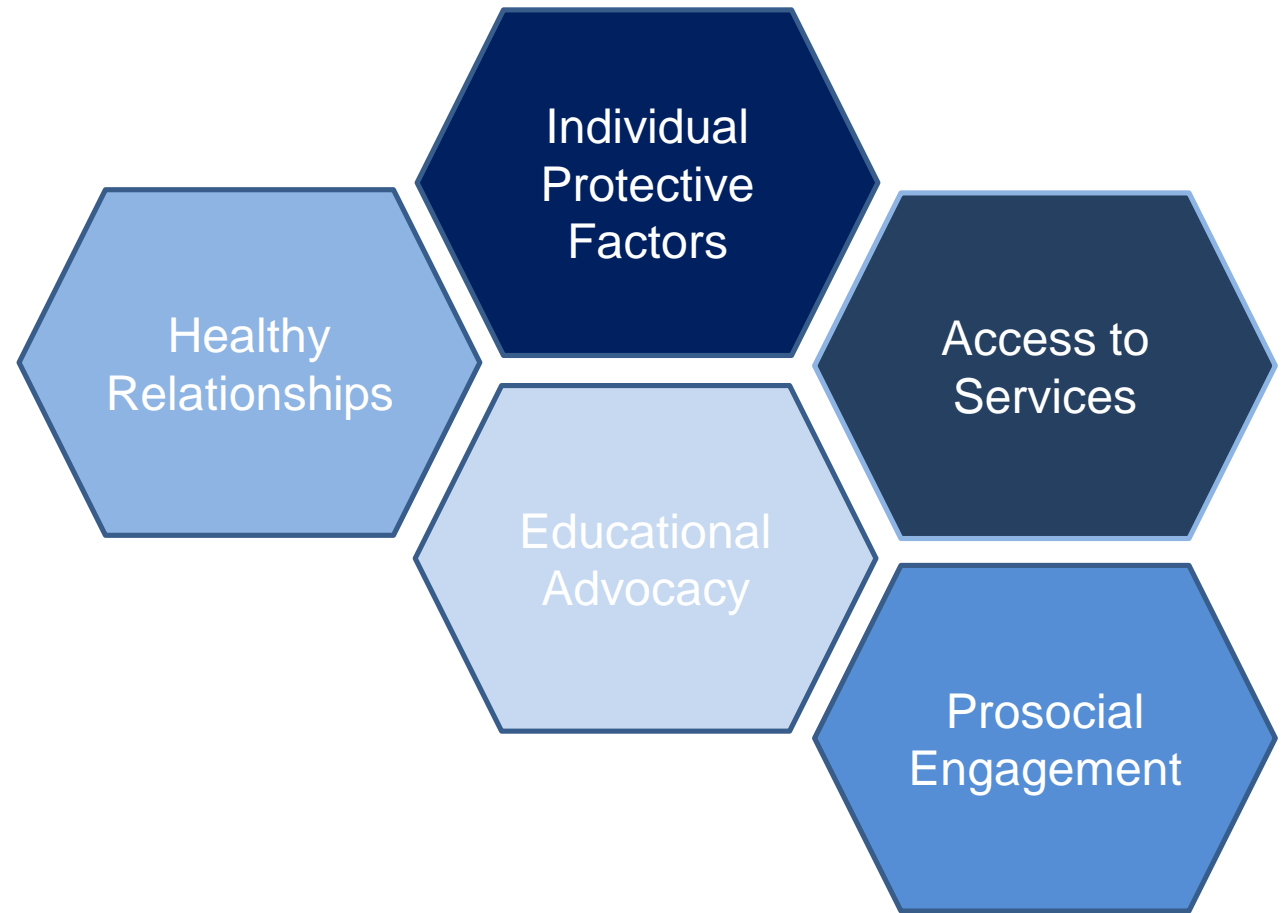 Individual
Protective
Factors
Healthy
Relationships
Access to
Services
Educational
Advocacy
Prosocial
Engagement